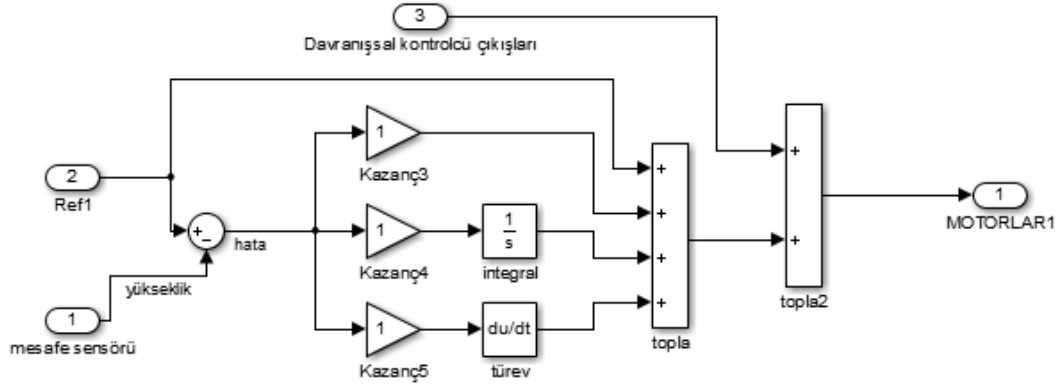 3
Davranışsal kontrolcü çıkışları
1
Kazanç3
2
Ref1
+
−
hata
yükseklik
1
mesafe sensörü
1
Kazanç4
1
s
integral
1
Kazanç5
du/dt
türev
+
+
+
+
topla
+
+
topla2
1
MOTORLAR1